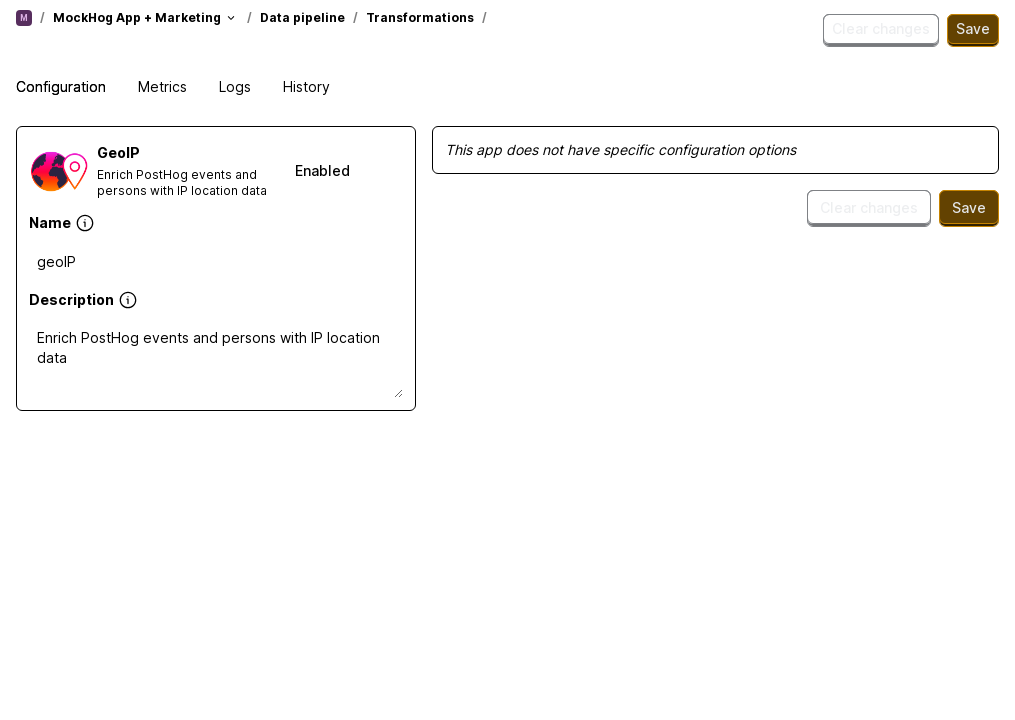 M / MockHog App + Marketing / Data pipeline / Transformations /
Clear changes Save
Configuration Metrics Logs History
GeoIP
Enrich PostHog events and
persons with IP location data
Enabled
Name
geoIP
Description
Enrich PostHog events and persons with IP location
data
This app does not have specific configuration options
Clear changes Save